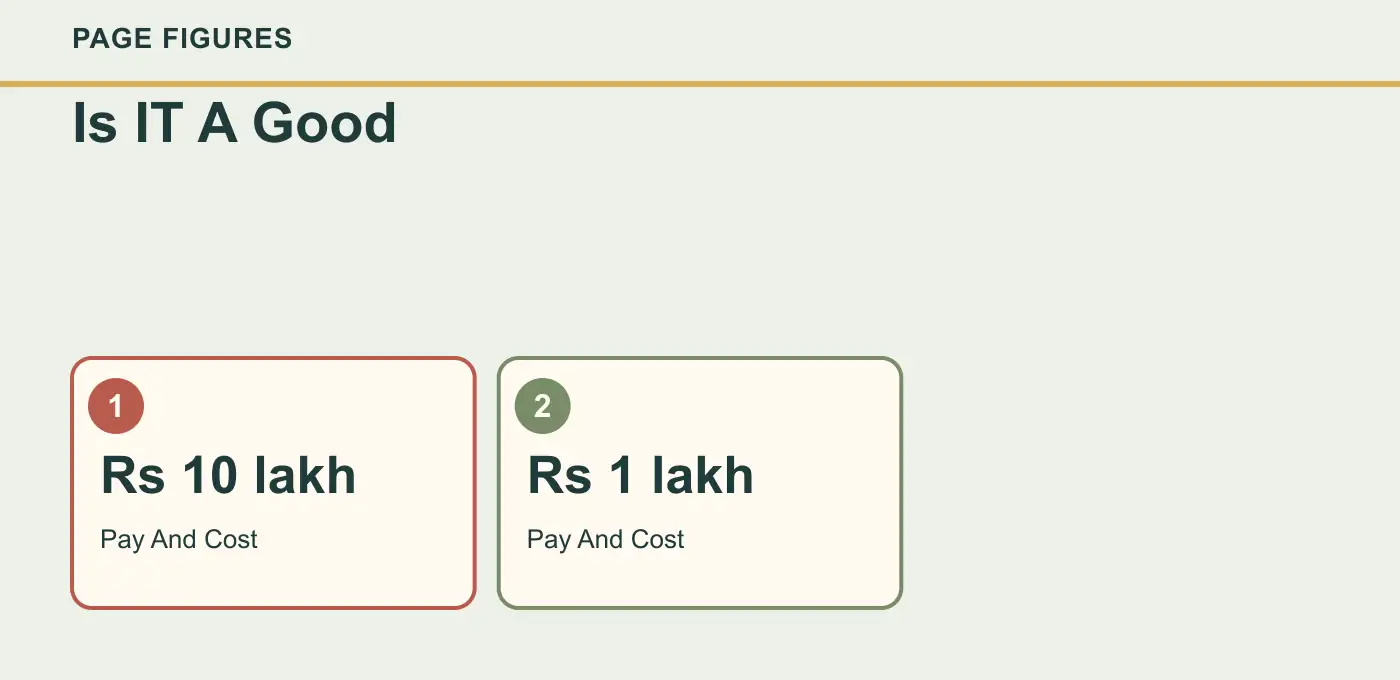 PAGE FIGURES
Is IT A Good
1
Rs 10 lakh
Pay And Cost
2
Rs 1 lakh
Pay And Cost